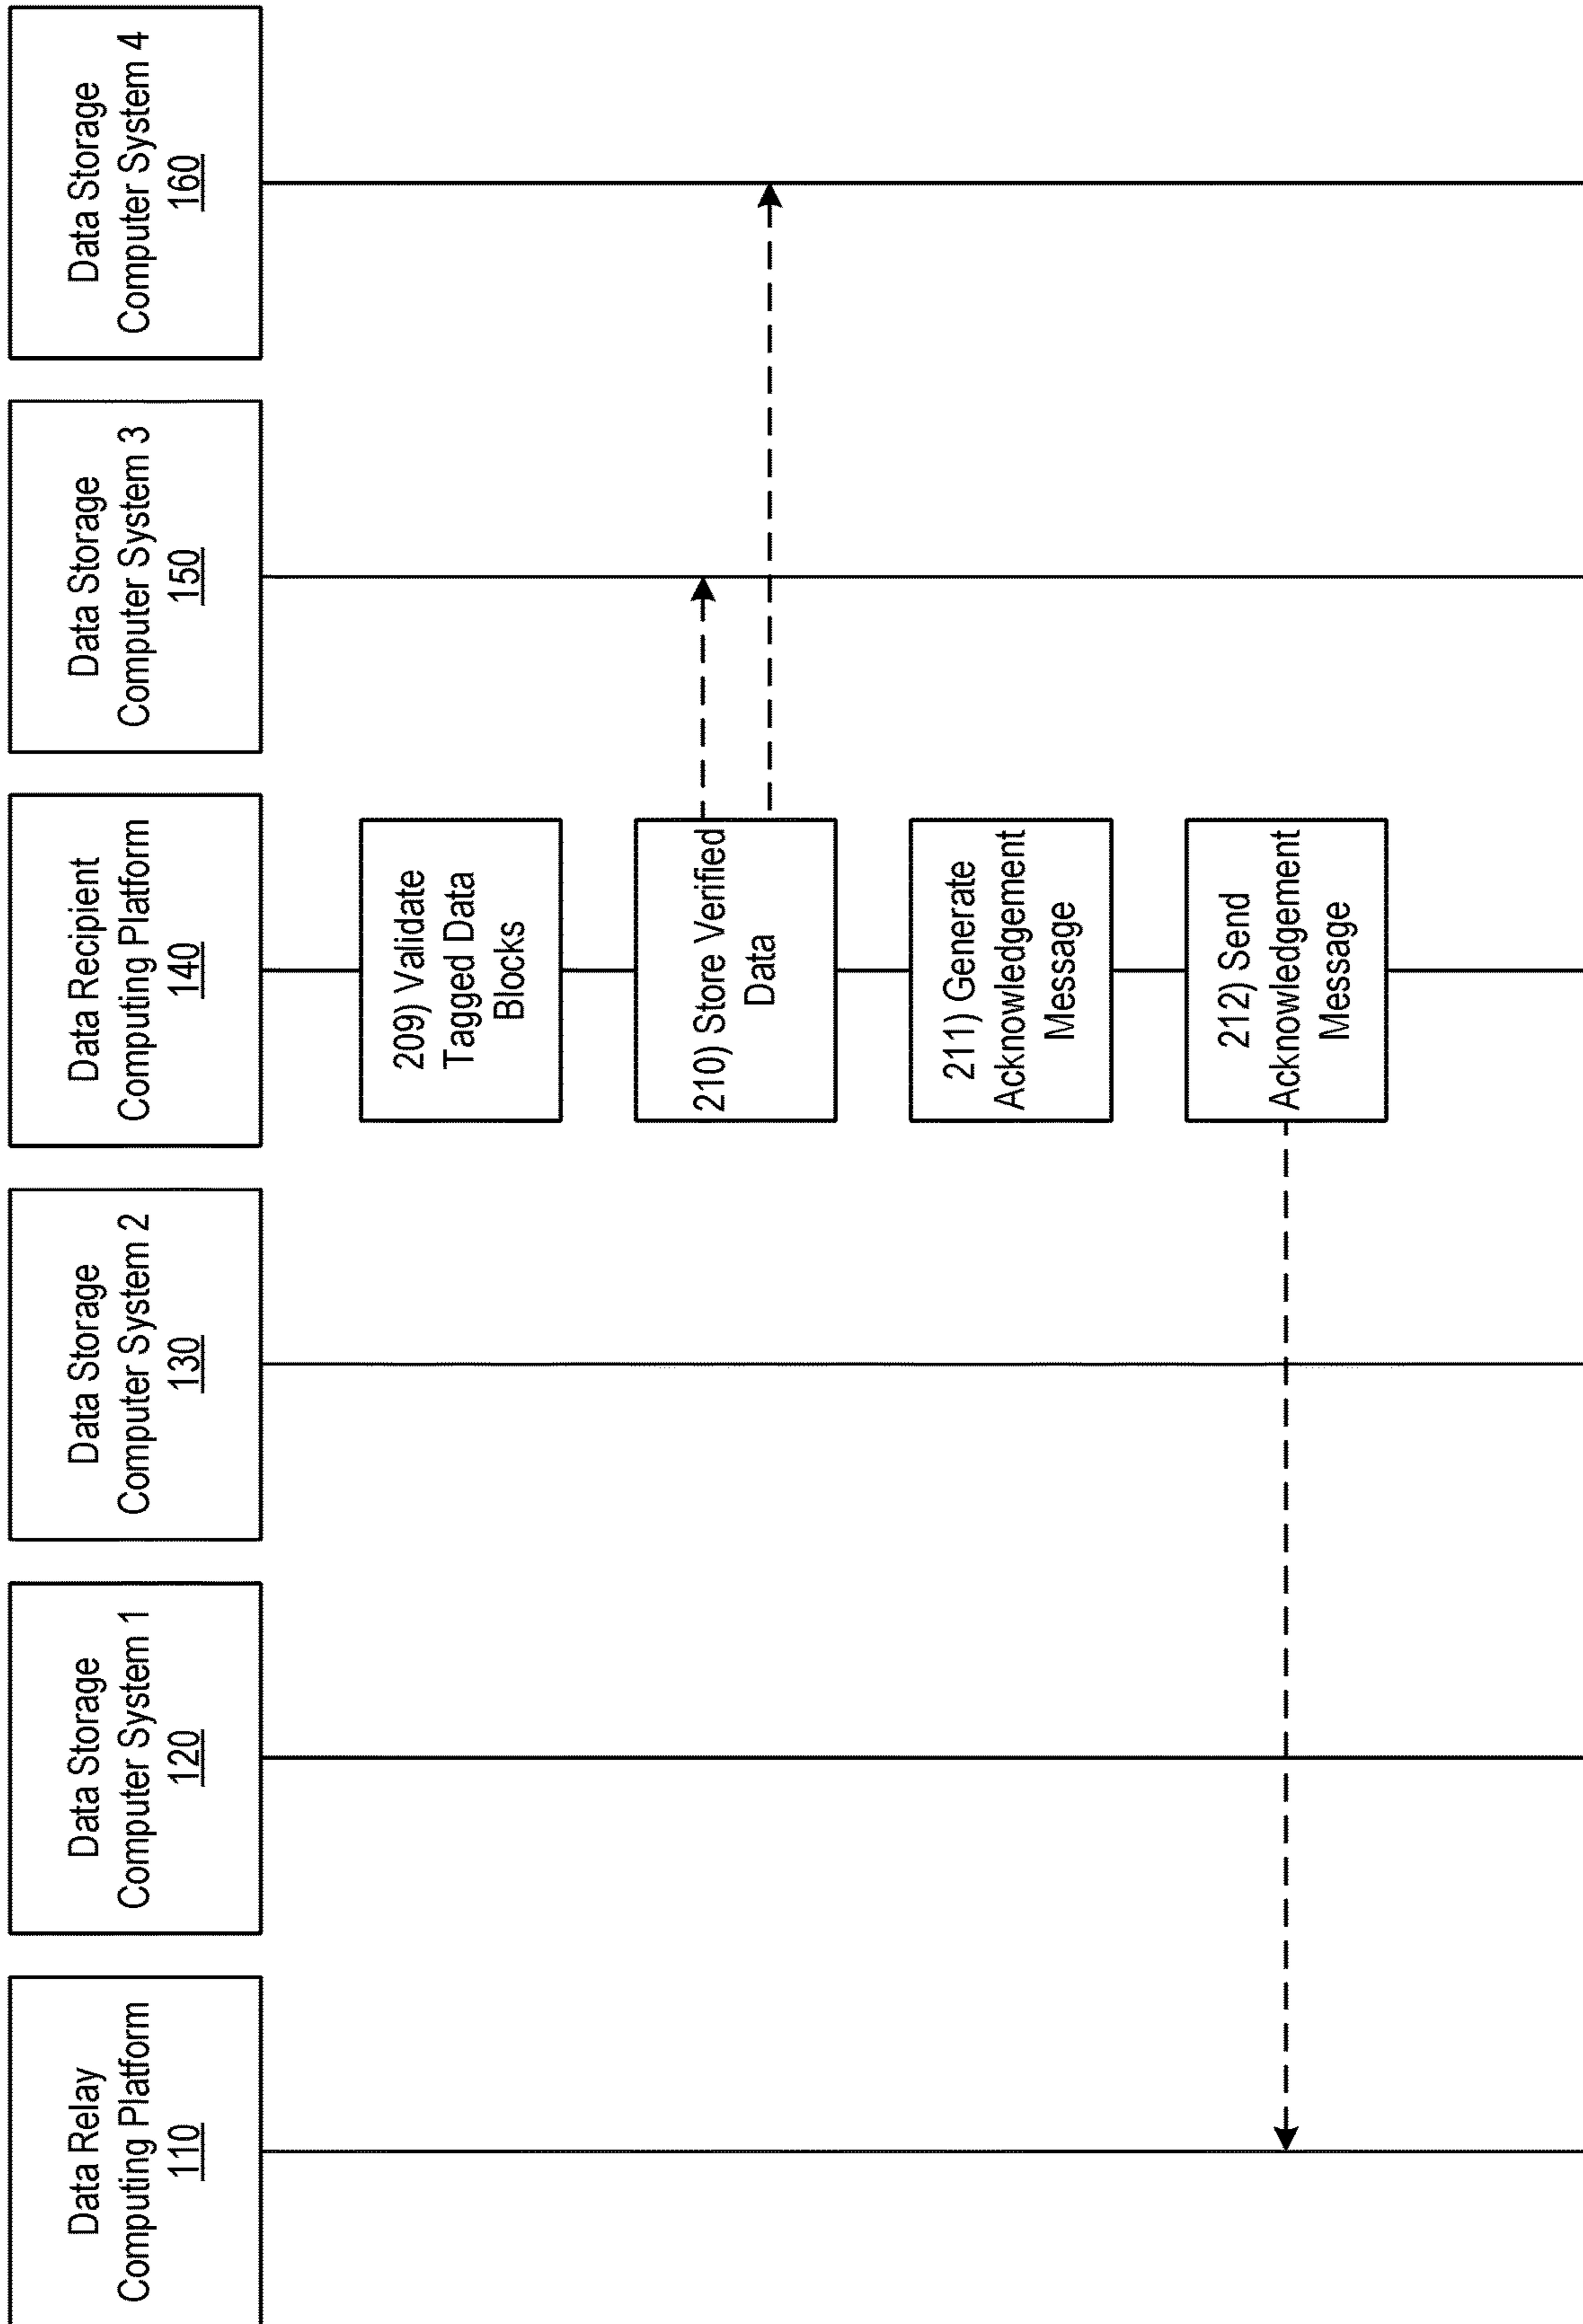 Data Relay
Computing Platform
110
Data Storage
Computer System 1
120
Data Storage
Computer System 2
130
Data Recipient
Computing Platform
140
Data Storage
Computer System 3
150
Data Storage
Computer System 4
160
209) Validate
Tagged Data
Blocks
210) Store Verified
Data
211) Generate
Acknowledgement
Message
212) Send
Acknowledgement
Message